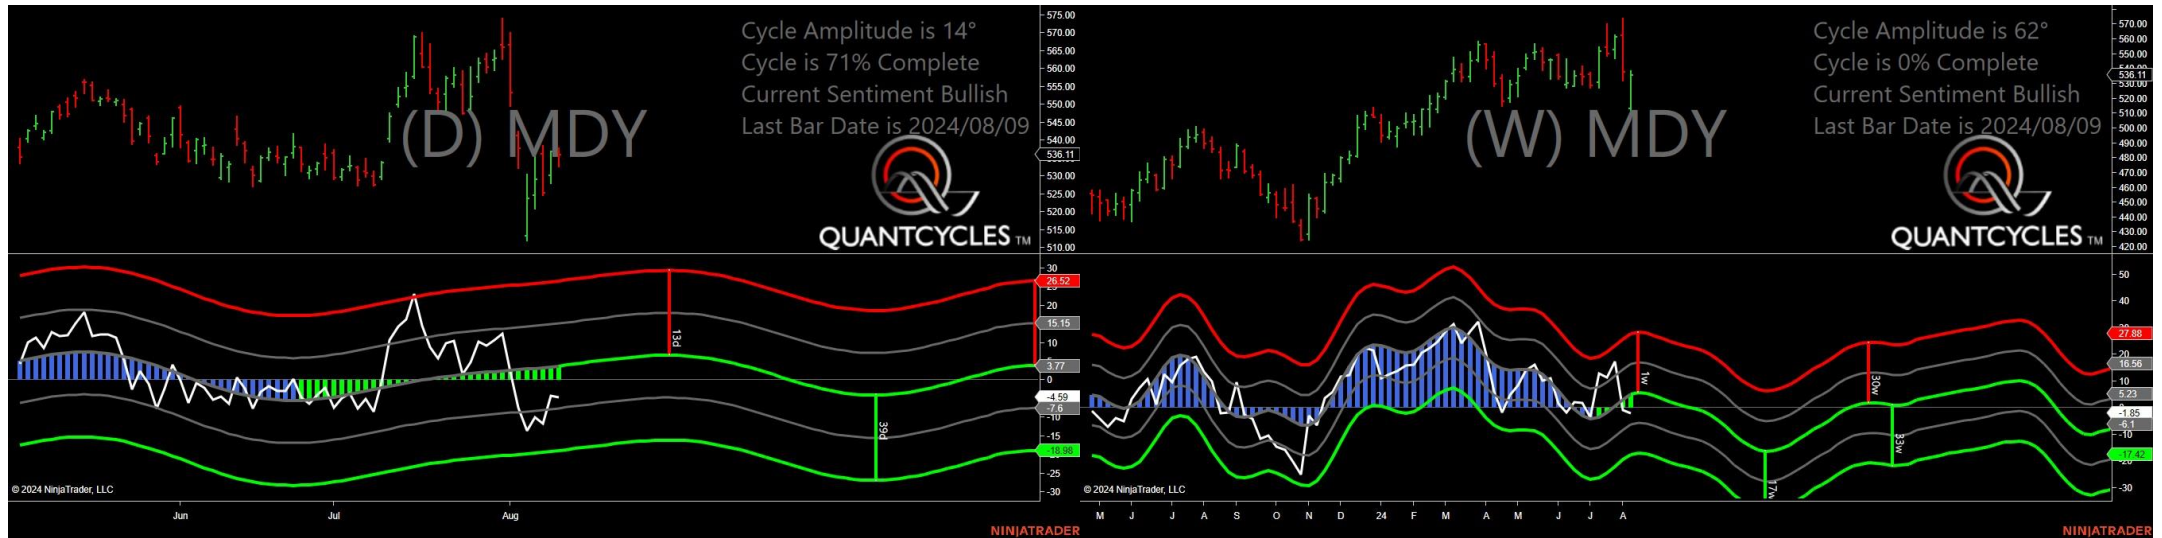 Cycle Amplitude is 14°
Cycle is 71% Complete
Current Sentiment Bullish
Last Bar Date is 2024/08/09
(D) MDY
QUANTCYCLES TM
575.00
570.00
565.00
560.00
555.00
550.00
545.00
540.00
536.11
530.00
525.00
520.00
515.00
510.00
30
26.52
20
15.15
10
3.77
0
-4.59
-7.6
-10
-15
-18.98
-25
-30
13d
39d
© 2024 NinjaTrader, LLC
Jun
Jul
Aug
NINJATRADER
Cycle Amplitude is 62°
Cycle is 0% Complete
Current Sentiment Bullish
Last Bar Date is 2024/08/09
(W) MDY
QUANTCYCLES TM
570.00
560.00
550.00
536.11
520.00
510.00
500.00
490.00
480.00
470.00
460.00
450.00
440.00
430.00
420.00
50
40
27.88
20
16.56
10
5.23
-1.85
-6.1
-10
-17.42
-30
1w
30w
33w
17w
© 2024 NinjaTrader, LLC
M J J A S O N D 24 F M A M J J A
NINJATRADER